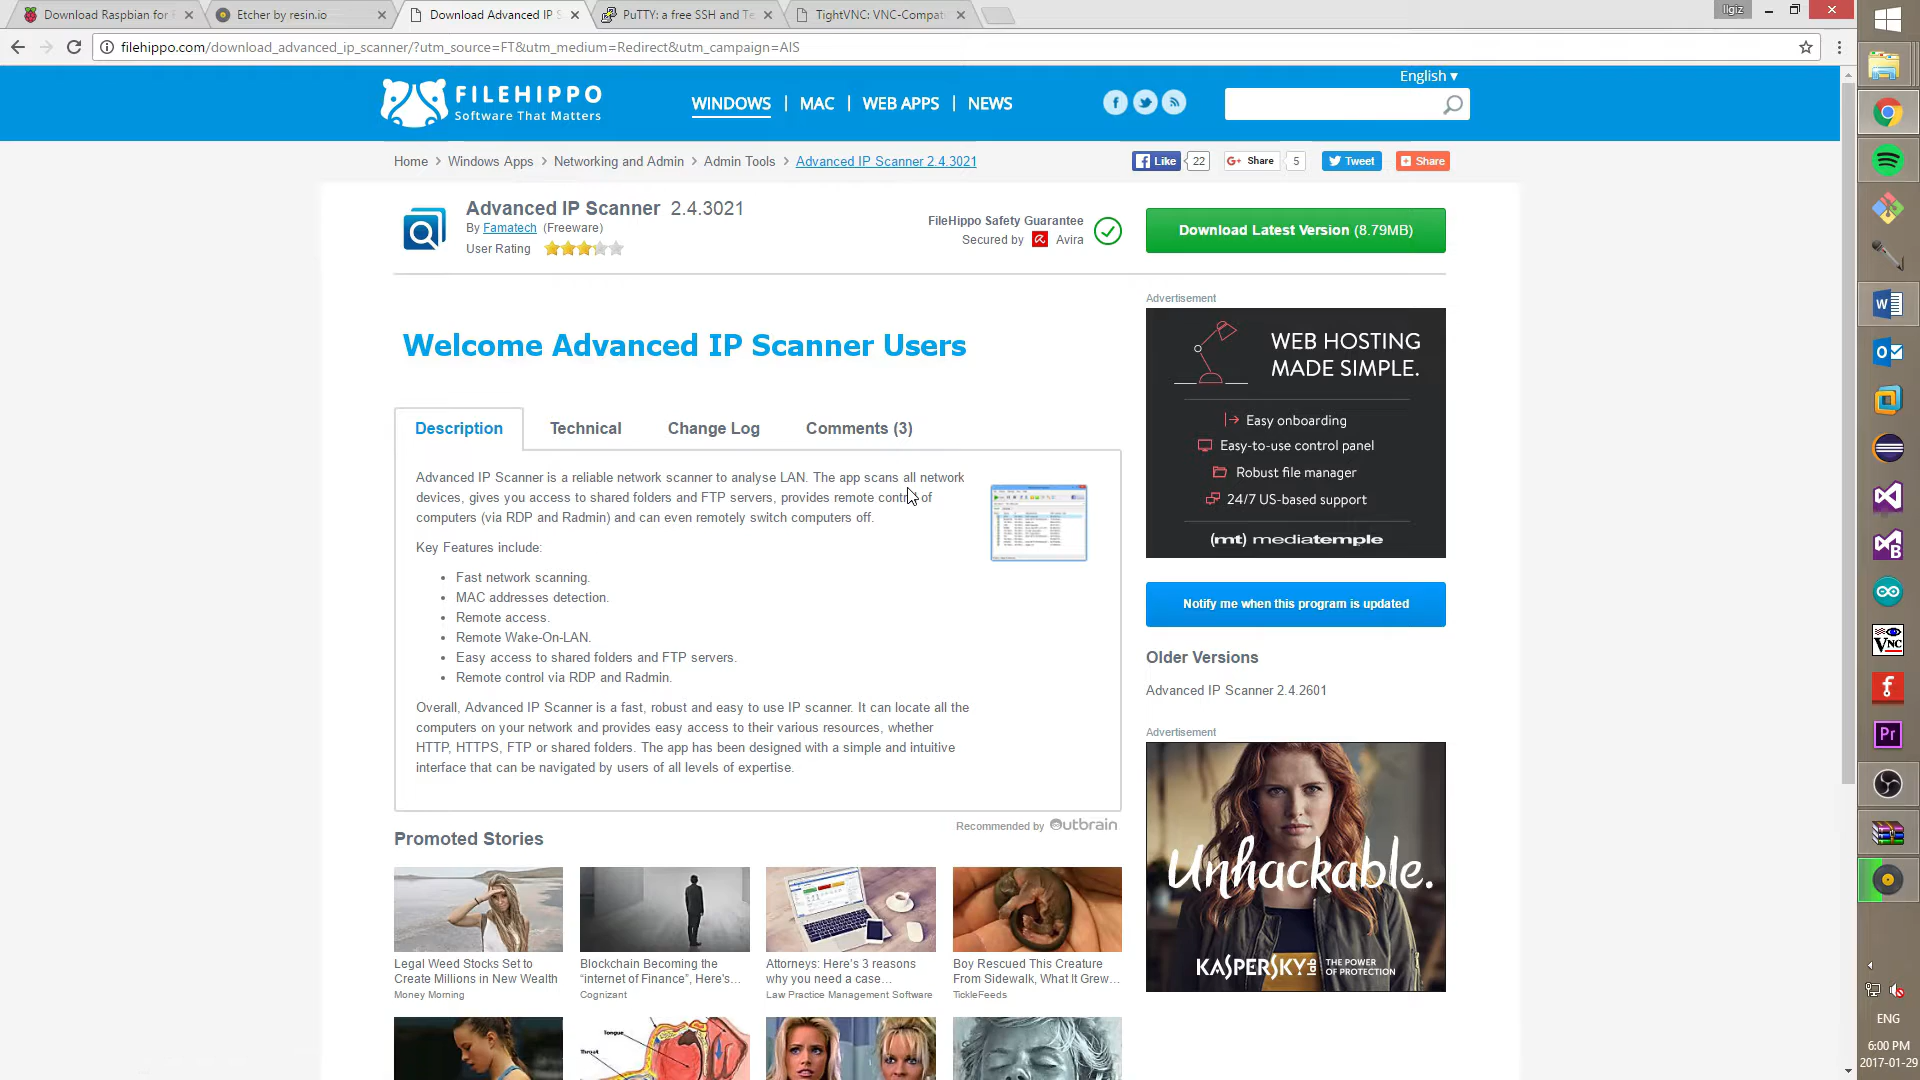 Download Raspbian for
Etcher by resin.io
Download Advanced IP S
PuTTY: a free SSH and Te
TightVNC: VNC-Compat
Ilgiz
filehippo.com/download_advanced_ip_scanner/?utm_source=FT&utm_medium=Redirect&utm_campaign=AIS
English ▾
FILEHIPPO
Software That Matters
WINDOWS | MAC | WEB APPS | NEWS
Home > Windows Apps > Networking and Admin > Admin Tools > Advanced IP Scanner 2.4.3021
Like 22 G+ Share 5 Tweet Share
Advanced IP Scanner 2.4.3021
By Famatech (Freeware)
User Rating
FileHippo Safety Guarantee
Secured by Avira
Download Latest Version (8.79MB)
Welcome Advanced IP Scanner Users
Description Technical Change Log Comments (3)
Advanced IP Scanner is a reliable network scanner to analyse LAN. The app scans all network
devices, gives you access to shared folders and FTP servers, provides remote control of
computers (via RDP and Radmin) and can even remotely switch computers off.
Key Features include:
• Fast network scanning.
• MAC addresses detection.
• Remote access.
• Remote Wake-On-LAN.
• Easy access to shared folders and FTP servers.
• Remote control via RDP and Radmin.
Overall, Advanced IP Scanner is a fast, robust and easy to use IP scanner. It can locate all the
computers on your network and provides easy access to their various resources, whether
HTTP, HTTPS, FTP or shared folders. The app has been designed with a simple and intuitive
interface that can be navigated by users of all levels of expertise.
Advertisement
WEB HOSTING
MADE SIMPLE.
Easy onboarding
Easy-to-use control panel
Robust file manager
24/7 US-based support
(mt) mediatemple
Notify me when this program is updated
Older Versions
Advanced IP Scanner 2.4.2601
Advertisement
Unhackable.
KASPERSKY lab THE POWER
OF PROTECTION
Recommended by Outbrain
Promoted Stories
Legal Weed Stocks Set to
Create Millions in New Wealth
Money Morning
Blockchain Becoming the
“internet of Finance”, Here's...
Cognizant
Attorneys: Here’s 3 reasons
why you need a case...
Law Practice Management Software
Boy Rescued This Creature
From Sidewalk, What It Grew...
TickleFeeds
Tongue
Throat
VNC
Pr
ENG
6:00 PM
2017-01-29